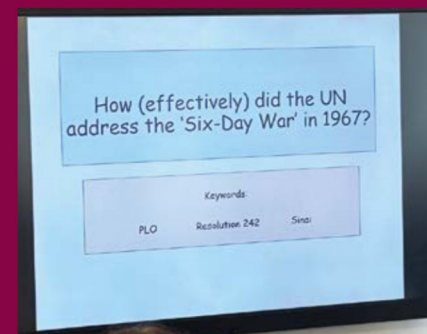 How (effectively) did the UN
address the 'Six-Day War' in 1967?
Keywords:
PLO Resolution 242 Sinai